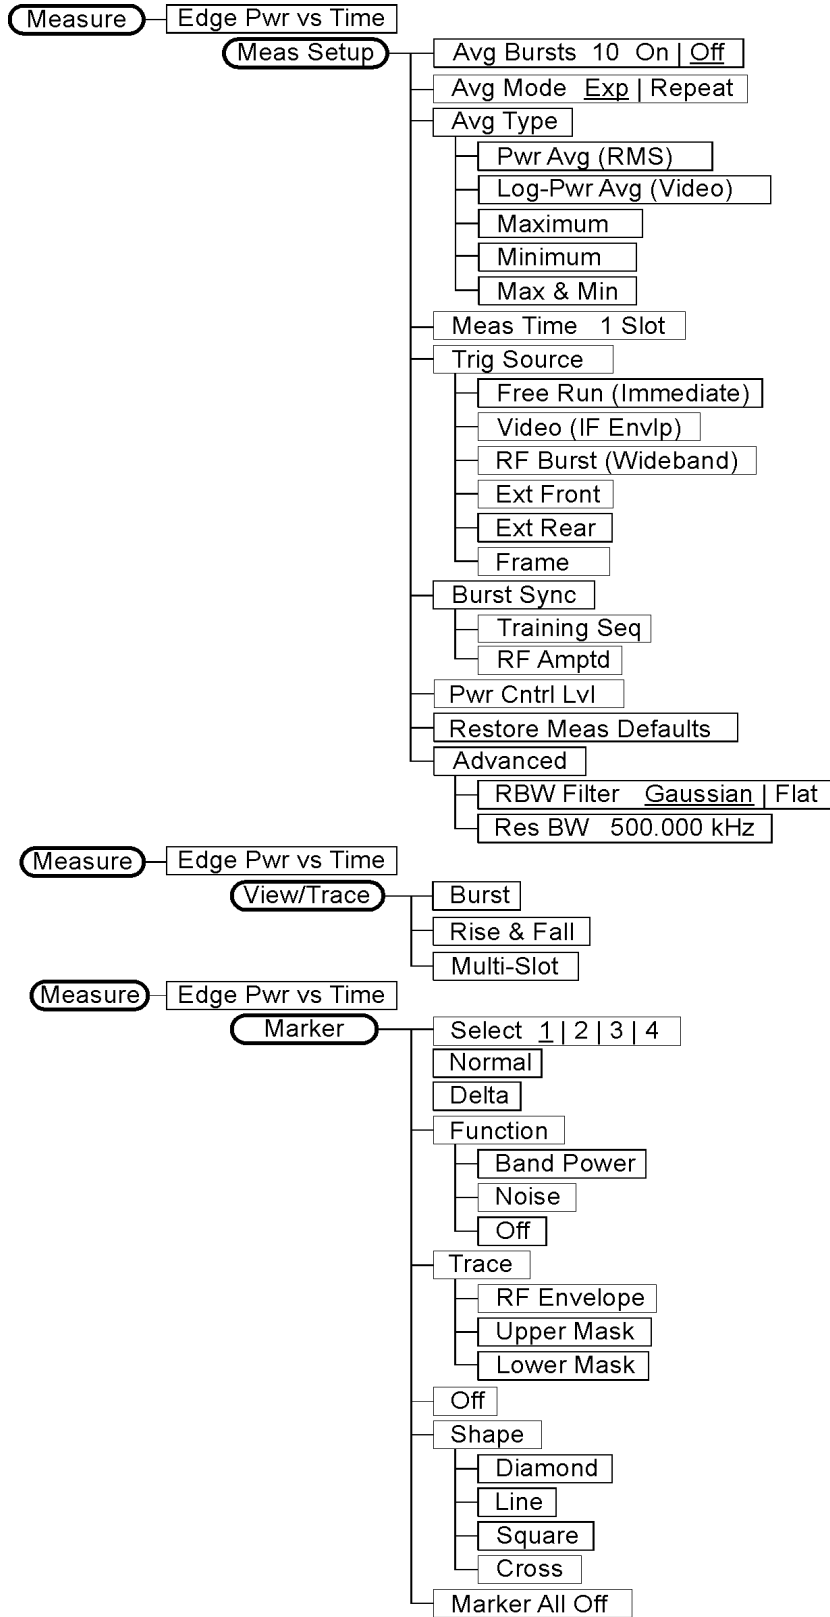 Measure
Edge Pwr vs Time
Meas Setup
Avg Bursts 10 On | Off
Avg Mode Exp | Repeat
Avg Type
Pwr Avg (RMS)
Log-Pwr Avg (Video)
Maximum
Minimum
Max & Min
Meas Time 1 Slot
Trig Source
Free Run (Immediate)
Video (IF Envlp)
RF Burst (Wideband)
Ext Front
Ext Rear
Frame
Burst Sync
Training Seq
RF Amptd
Pwr Cntrl Lvl
Restore Meas Defaults
Advanced
RBW Filter Gaussian | Flat
Res BW 500.000 kHz
Measure
Edge Pwr vs Time
View/Trace
Burst
Rise & Fall
Multi-Slot
Measure
Edge Pwr vs Time
Marker
Select 1 | 2 | 3 | 4
Normal
Delta
Function
Band Power
Noise
Off
Trace
RF Envelope
Upper Mask
Lower Mask
Off
Shape
Diamond
Line
Square
Cross
Marker All Off